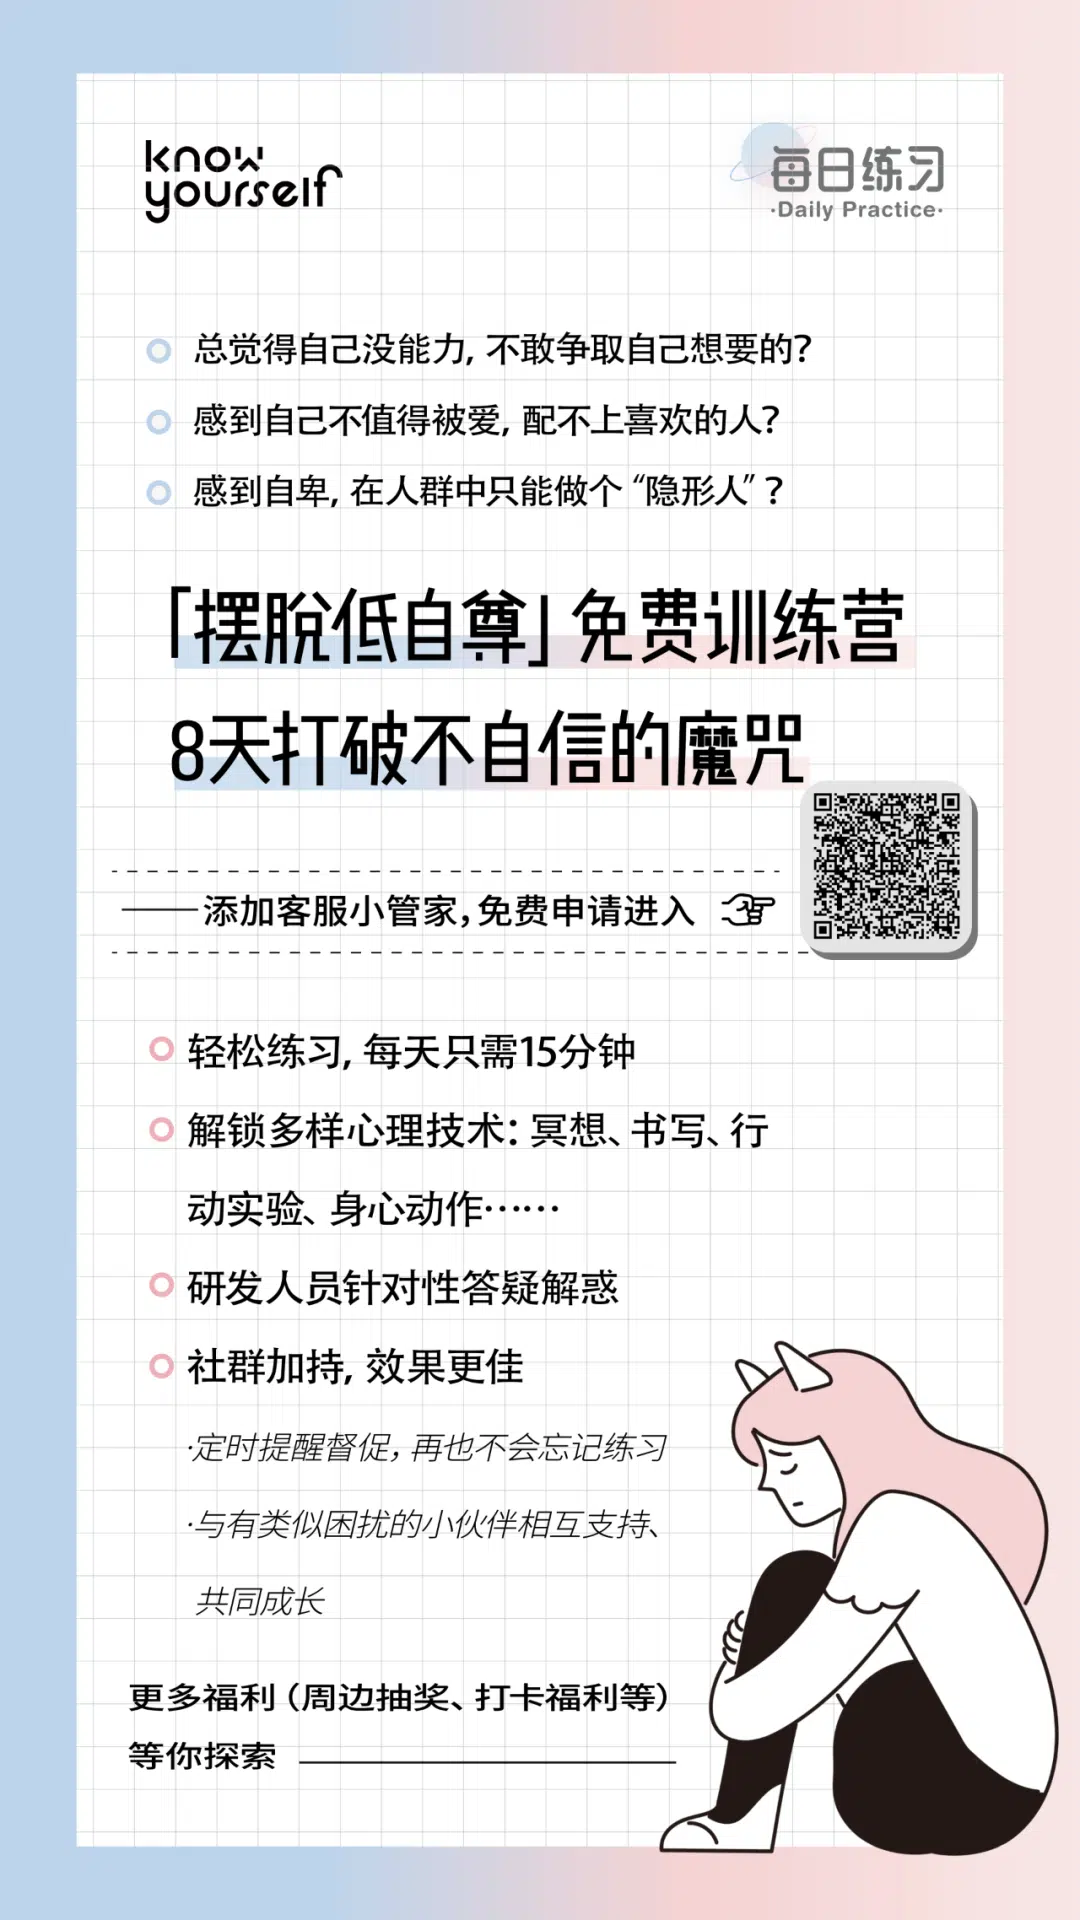 know
yourself
每日练习
·Daily Practice·
总觉得自己没能力, 不敢争取自己想要的?
感到自己不值得被爱, 配不上喜欢的人?
感到自卑, 在人群中只能做个“隐形人”?
「摆脱低自尊」免费训练营
8天打破不自信的魔咒
——添加客服小管家,免费申请进入
轻松练习, 每天只需15分钟
解锁多样心理技术: 冥想、书写、行
动实验、身心动作……
研发人员针对性答疑解惑
社群加持, 效果更佳
·定时提醒督促, 再也不会忘记练习
·与有类似困扰的小伙伴相互支持、
共同成长
更多福利(周边抽奖、打卡福利等)
等你探索